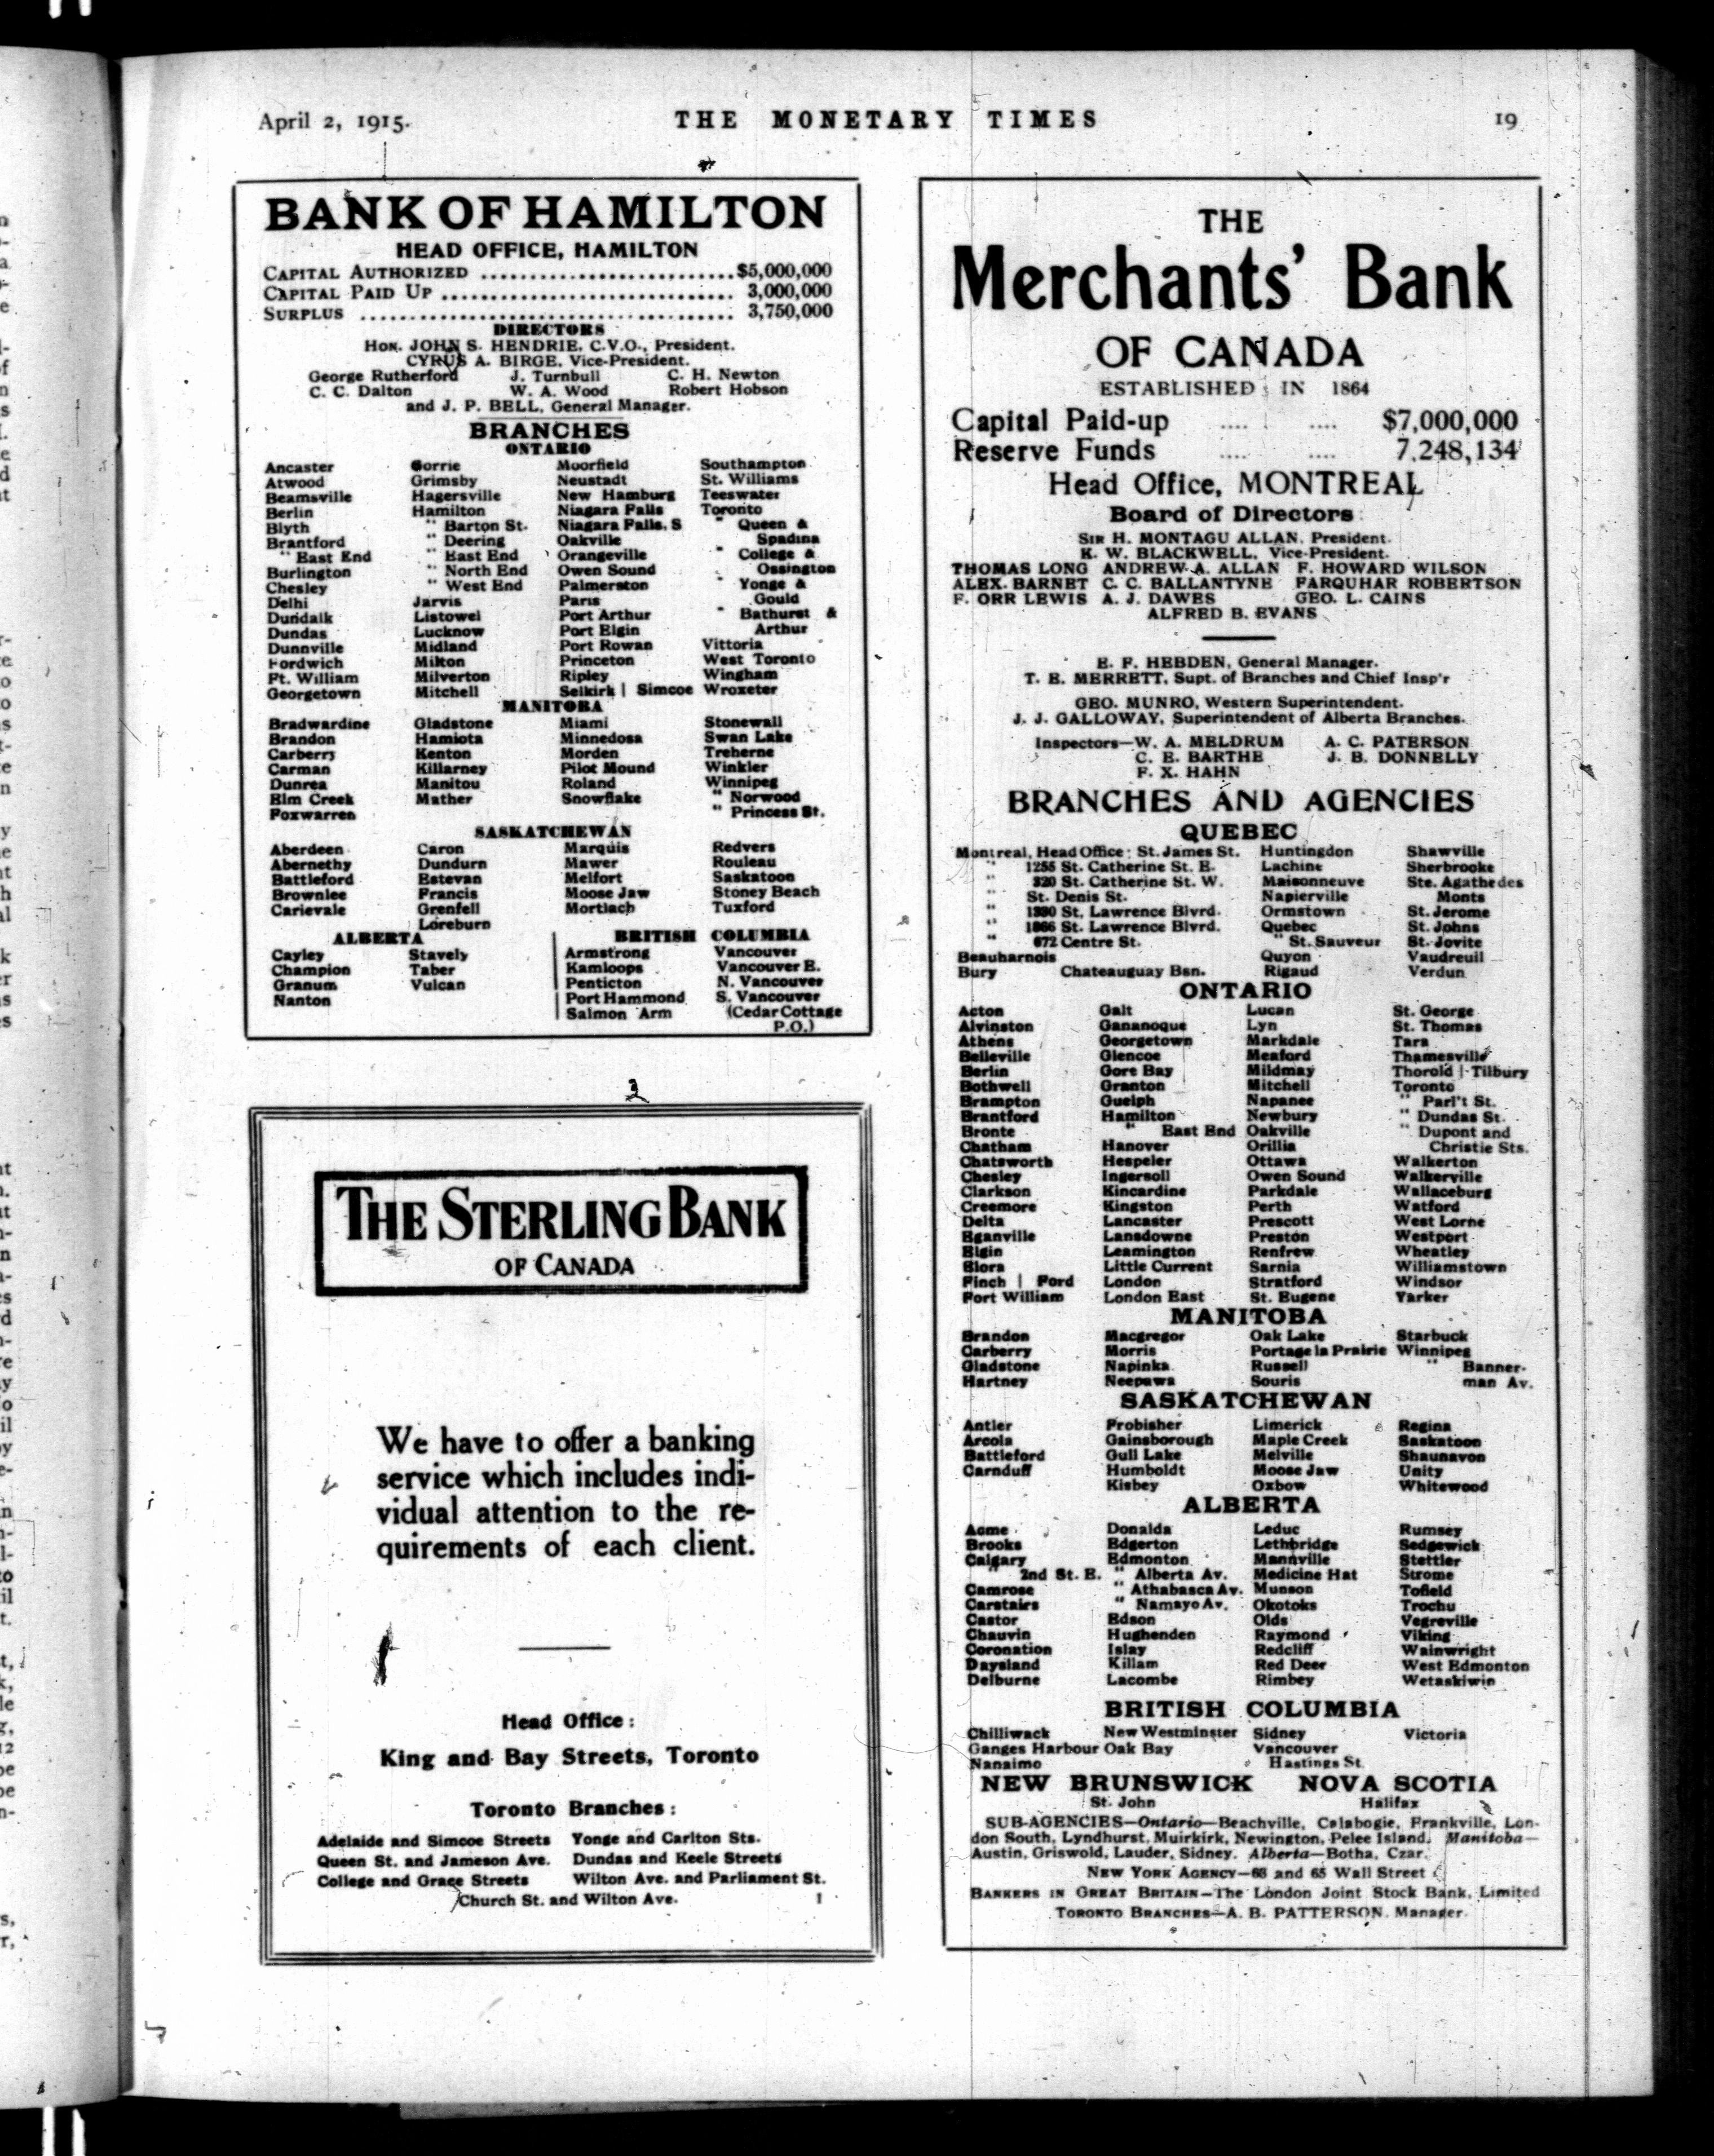 April 2, 1915.
THE MONETARY TIMES
19
BANK OF HAMILTON
HEAD OFFICE, HAMILTON
CAPITAL AUTHORIZED ..........................$5,000,000
CAPITAL PAID UP .............................. 3,000,000
SURPLUS ...................................... 3,750,000
DIRECTORS
HON. JOHN S. HENDRIE, C.V.O., President.
CYRUS A. BIRGE, Vice-President.
George Rutherford J. Turnbull C. H. Newton
C. C. Dalton W. A. Wood Robert Hobson
and J. P. BELL, General Manager.
BRANCHES
ONTARIO
Ancaster Gorrie Moorfield Southampton
Atwood Grimsby Neustadt St. Williams
Beamsville Hagersville New Hamburg Teeswater
Berlin Hamilton Niagara Falls Toronto
Blyth " Barton St. Niagara Falls, S " Queen &
Brantford " Deering Oakville Spadina
" East End " East End Orangeville " College &
Burlington " North End Owen Sound Ossington
Chesley " West End Palmerston " Yonge &
Delhi Jarvis Paris Gould
Dundalk Listowel Port Arthur " Bathurst &
Dundas Lucknow Port Elgin Arthur
Dunnville Midland Port Rowan Vittoria
Fordwich Milton Princeton West Toronto
Ft. William Milverton Ripley Wingham
Georgetown Mitchell Selkirk | Simcoe Wroxeter
MANITOBA
Bradwardine Gladstone Miami Stonewall
Brandon Hamiota Minnedosa Swan Lake
Carberry Kenton Morden Treherne
Carman Killarney Pilot Mound Winkler
Dunrea Manitou Roland Winnipeg
Elm Creek Mather Snowflake " Norwood
Foxwarren " Princess St.
SASKATCHEWAN
Aberdeen Caron Marquis Redvers
Abernethy Dundurn Mawer Rouleau
Battleford Estevan Melfort Saskatoon
Brownlee Francis Moose Jaw Stoney Beach
Carievale Grenfell Mortlach Tuxford
Loreburn
ALBERTA
Cayley Stavely
Champion Taber
Granum Vulcan
Nanton
BRITISH COLUMBIA
Armstrong Vancouver
Kamloops Vancouver E.
Penticton N. Vancouver
Port Hammond S. Vancouver
Salmon Arm (Cedar Cottage
P.O.)
THE STERLING BANK
OF CANADA
We have to offer a banking
service which includes indi-
vidual attention to the re-
quirements of each client.
Head Office:
King and Bay Streets, Toronto
Toronto Branches:
Adelaide and Simcoe Streets Yonge and Carlton Sts.
Queen St. and Jameson Ave. Dundas and Keele Streets
College and Grace Streets Wilton Ave. and Parliament St.
Church St. and Wilton Ave. 1
THE
Merchants' Bank
OF CANADA
ESTABLISHED IN 1864
Capital Paid-up .... .... $7,000,000
Reserve Funds .... .... 7,248,134
Head Office, MONTREAL
Board of Directors:
SIR H. MONTAGU ALLAN, President.
K. W. BLACKWELL, Vice-President.
THOMAS LONG ANDREW A. ALLAN F. HOWARD WILSON
ALEX. BARNET C. C. BALLANTYNE FARQUHAR ROBERTSON
F. ORR LEWIS A. J. DAWES GEO. L. CAINS
ALFRED B. EVANS
E. F. HEBDEN, General Manager.
T. E. MERRETT, Supt. of Branches and Chief Insp'r
GEO. MUNRO, Western Superintendent.
J. J. GALLOWAY, Superintendent of Alberta Branches.
Inspectors—W. A. MELDRUM A. C. PATERSON
C. E. BARTHE J. B. DONNELLY
F. X. HAHN
BRANCHES AND AGENCIES
QUEBEC
Montreal, Head Office: St. James St. Huntingdon Shawville
" 1255 St. Catherine St. E. Lachine Sherbrooke
" 320 St. Catherine St. W. Maisonneuve Ste. Agathe des
" St. Denis St. Napierville Monts
" 1330 St. Lawrence Blvrd. Ormstown St. Jerome
" 1866 St. Lawrence Blvrd. Quebec St. Johns
" 672 Centre St. " St. Sauveur St. Jovite
Beauharnois Quyon Vaudreuil
Bury Chateauguay Bsn. Rigaud Verdun
ONTARIO
Acton Galt Lucan St. George
Alvinston Gananoque Lyn St. Thomas
Athens Georgetown Markdale Tara
Belleville Glencoe Meaford Thamesville
Berlin Gore Bay Mildmay Thorold | Tilbury
Bothwell Granton Mitchell Toronto
Brampton Guelph Napanee " Parl't St.
Brantford Hamilton Newbury " Dundas St.
Bronte " East End Oakville " Dupont and
Chatham Hanover Orillia Christie Sts.
Chatsworth Hespeler Ottawa Walkerton
Chesley Ingersoll Owen Sound Walkerville
Clarkson Kincardine Parkdale Wallaceburg
Creemore Kingston Perth Watford
Delta Lancaster Prescott West Lorne
Eganville Lansdowne Preston Westport
Elgin Leamington Renfrew Wheatley
Elora Little Current Sarnia Williamstown
Finch | Ford London Stratford Windsor
Fort William London East St. Eugene Yarker
MANITOBA
Brandon Macgregor Oak Lake Starbuck
Carberry Morris Portage la Prairie Winnipeg
Gladstone Napinka Russell " Banner-
Hartney Neepawa Souris man Av.
SASKATCHEWAN
Antler Frobisher Limerick Regina
Arcola Gainsborough Maple Creek Saskatoon
Battleford Gull Lake Melville Shaunavon
Carnduff Humboldt Moose Jaw Unity
Kisbey Oxbow Whitewood
ALBERTA
Acme Donalda Leduc Rumsey
Brooks Edgerton Lethbridge Sedgewick
Calgary Edmonton Mannville Stettler
" 2nd St. E. " Alberta Av. Medicine Hat Strome
Camrose " Athabasca Av. Munson Tofield
Carstairs " Namayo Av. Okotoks Trochu
Castor Edson Olds Vegreville
Chauvin Hughenden Raymond Viking
Coronation Islay Redcliff Wainwright
Daysland Killam Red Deer West Edmonton
Delburne Lacombe Rimbey Wetaskiwin
BRITISH COLUMBIA
Chilliwack New Westminster Sidney Victoria
Ganges Harbour Oak Bay Vancouver
Nanaimo Hastings St.
NEW BRUNSWICK NOVA SCOTIA
St. John Halifax
SUB-AGENCIES—Ontario—Beachville, Calabogie, Frankville, Lon-
don South, Lyndhurst, Muirkirk, Newington, Pelee Island. Manitoba—
Austin, Griswold, Lauder, Sidney. Alberta—Botha, Czar.
NEW YORK AGENCY—63 and 65 Wall Street
BANKERS IN GREAT BRITAIN—The London Joint Stock Bank, Limited
TORONTO BRANCHES—A. B. PATTERSON, Manager.